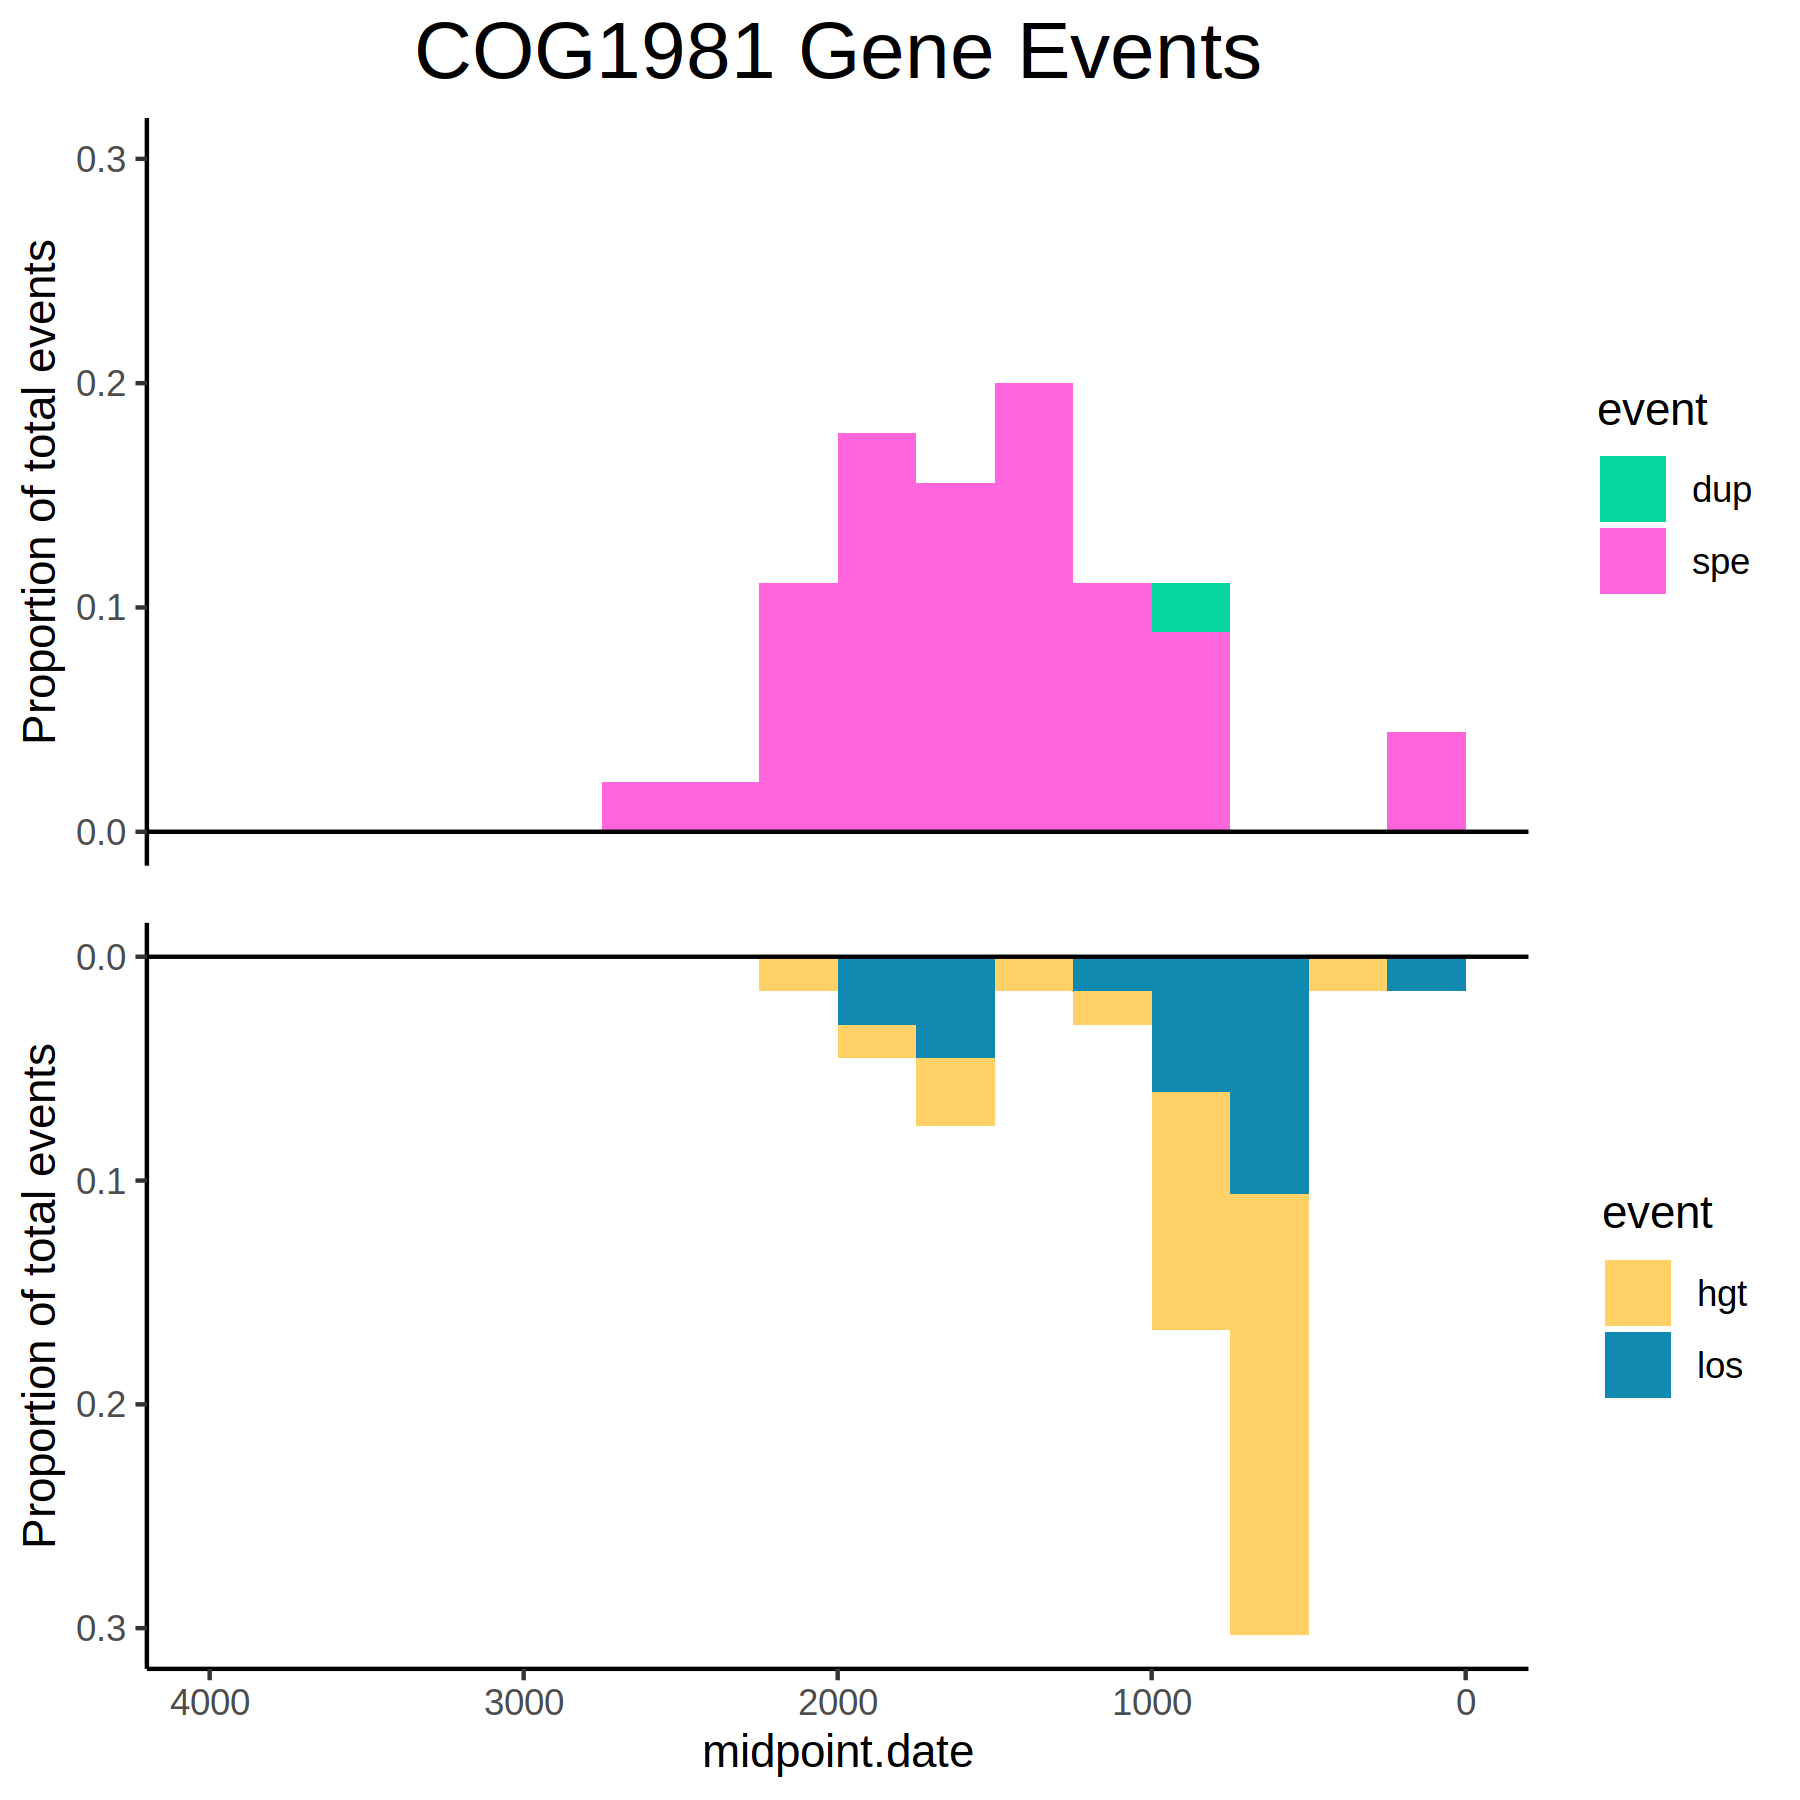 COG1981 Gene Events
Proportion of total events
0.3
0.2
0.1
0.0
event
dup
spe
Proportion of total events
0.0
0.1
0.2
0.3
event
hgt
los
4000 3000 2000 1000 0
midpoint.date